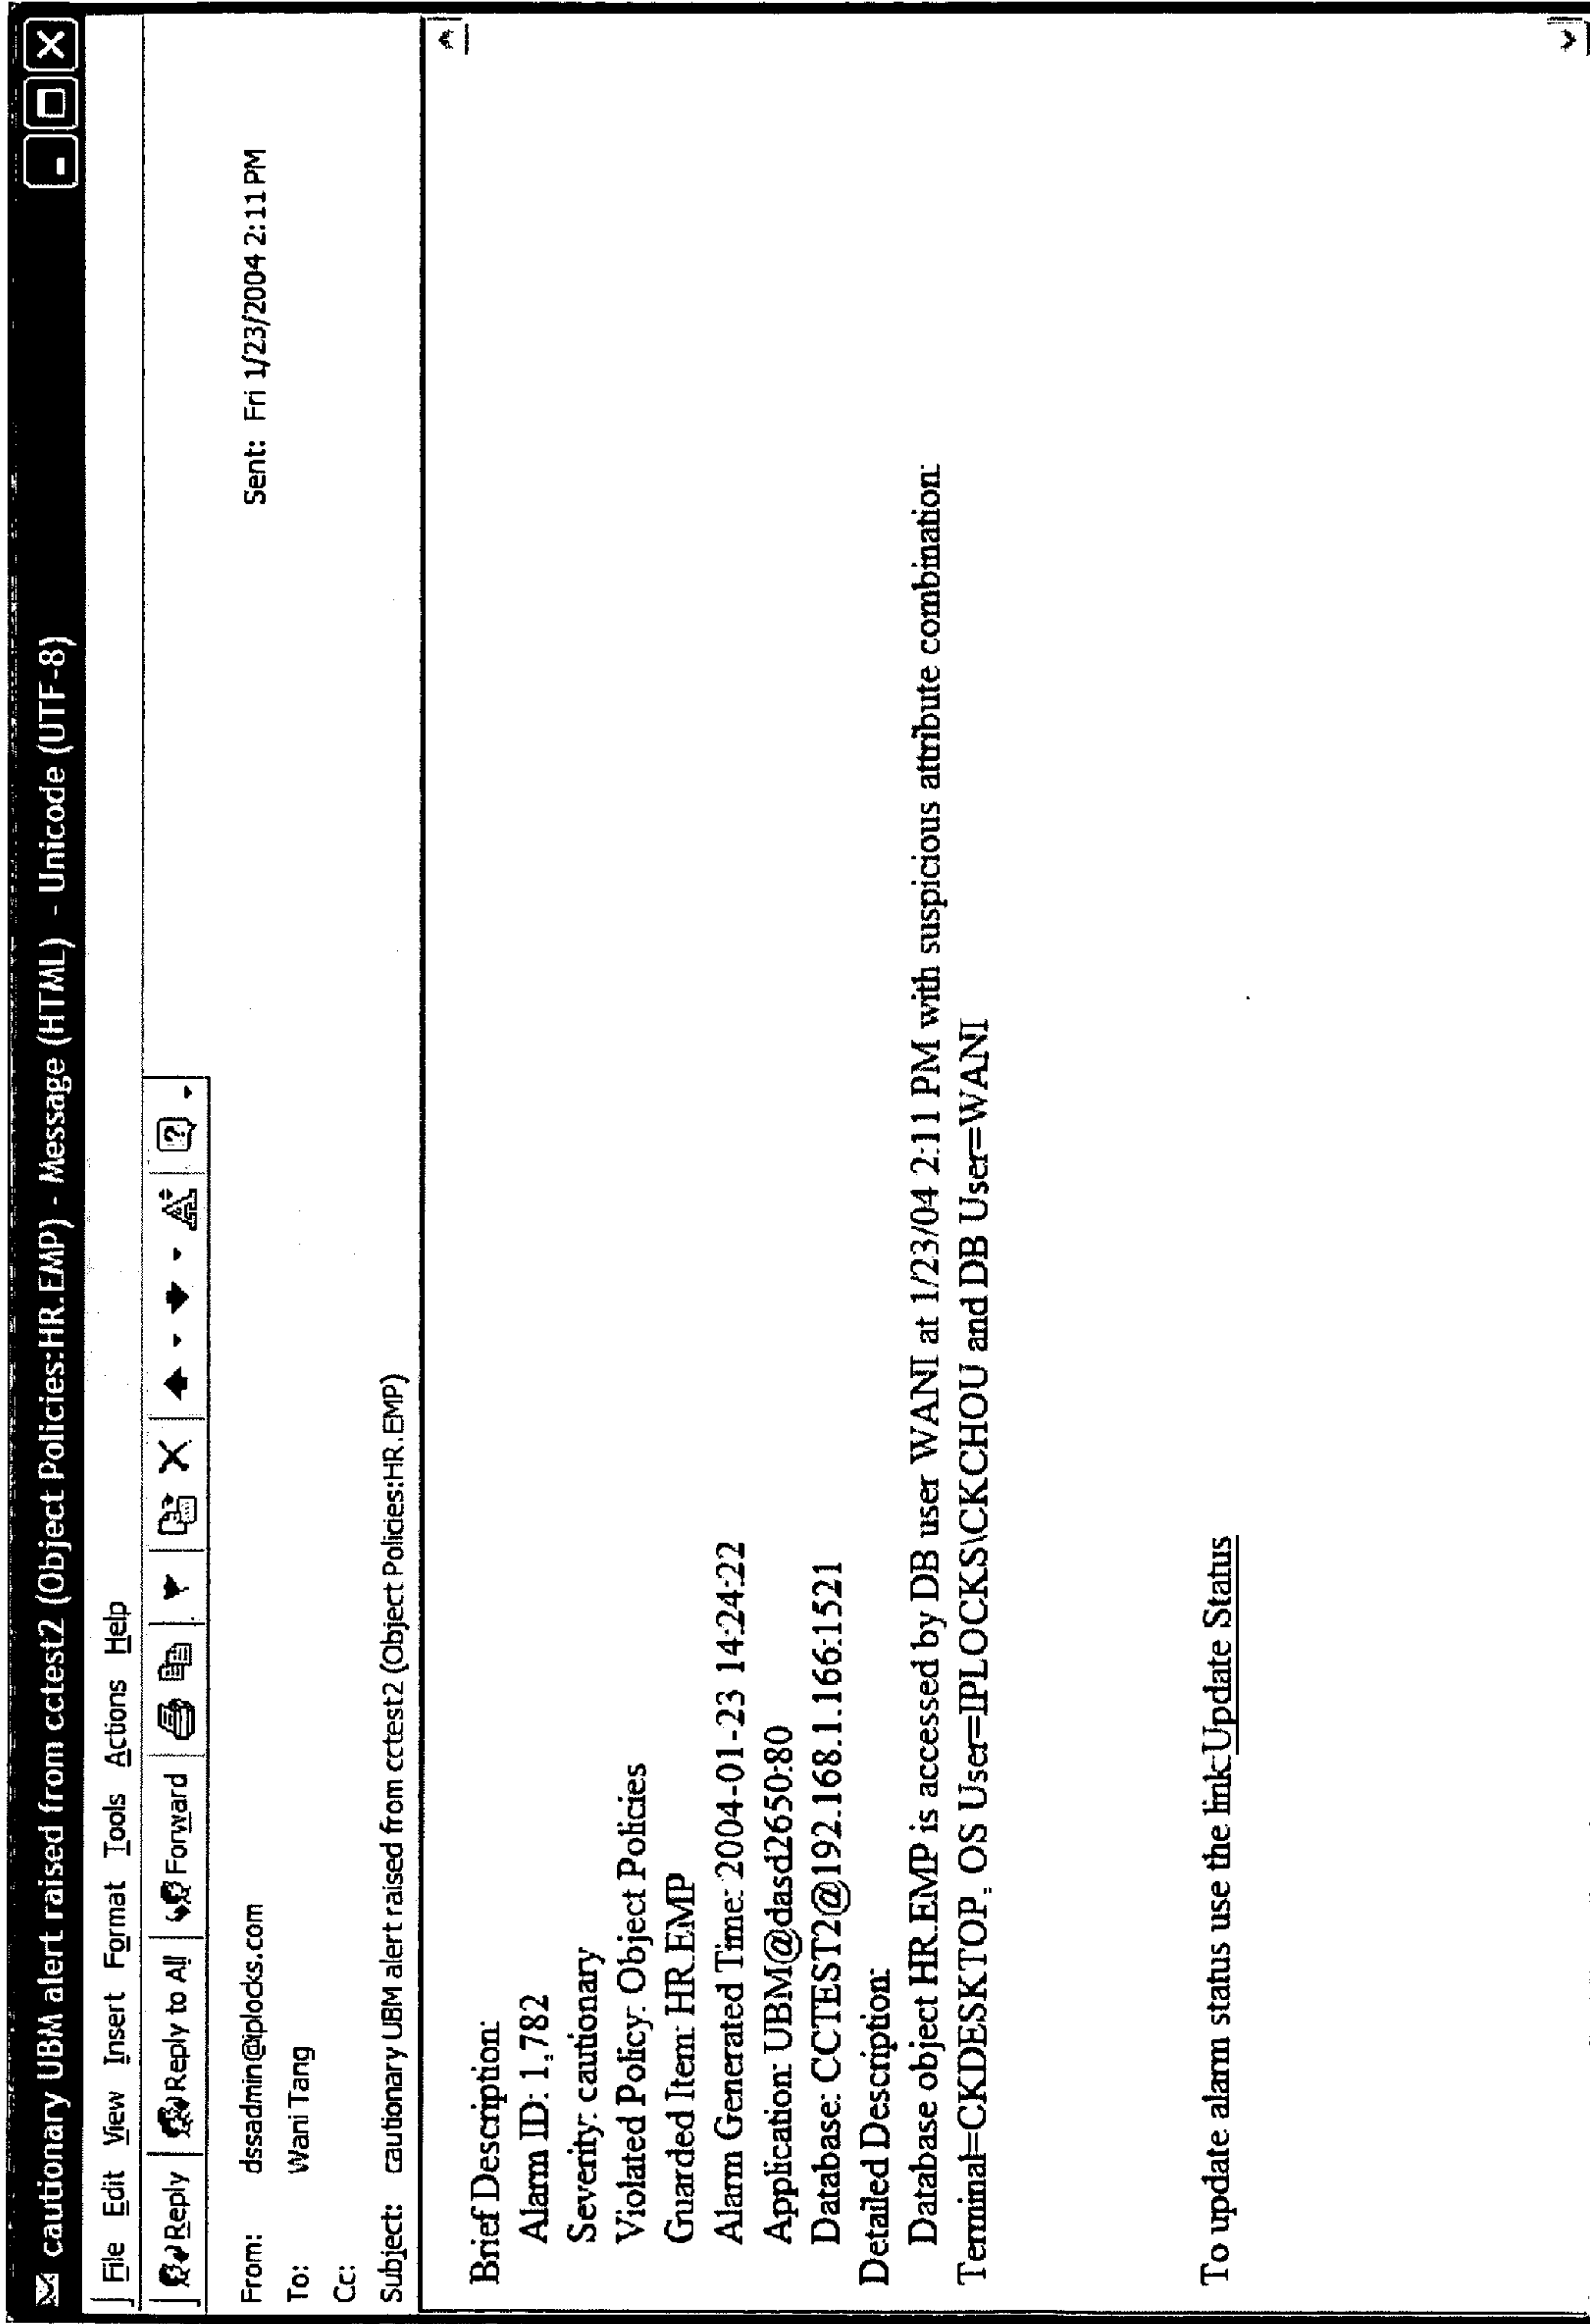 cautionary UBM alert raised from cctest2 (Object Policies:HR.EMP) - Message (HTML) - Unicode (UTF-8)
File Edit View Insert Format Tools Actions Help
Reply Reply to All Forward
From: dssadmin@iplocks.com Sent: Fri 1/23/2004 2:11 PM
To: Wani Tang
Cc:
Subject: cautionary UBM alert raised from cctest2 (Object Policies:HR.EMP)
Brief Description:
Alarm ID: 1,782
Severity: cautionary
Violated Policy: Object Policies
Guarded Item: HR.EMP
Alarm Generated Time: 2004-01-23 14:24:22
Application: UBM@dasd2650:80
Database: CCTEST2@192.168.1.166:1521
Detailed Description:
Database object HR.EMP is accessed by DB user WANI at 1/23/04 2:11 PM with suspicious attribute combination:
Terminal=CKDESKTOP, OS User=IPLOCKS\CKCHOU and DB User=WANI
To update alarm status use the link:Update Status